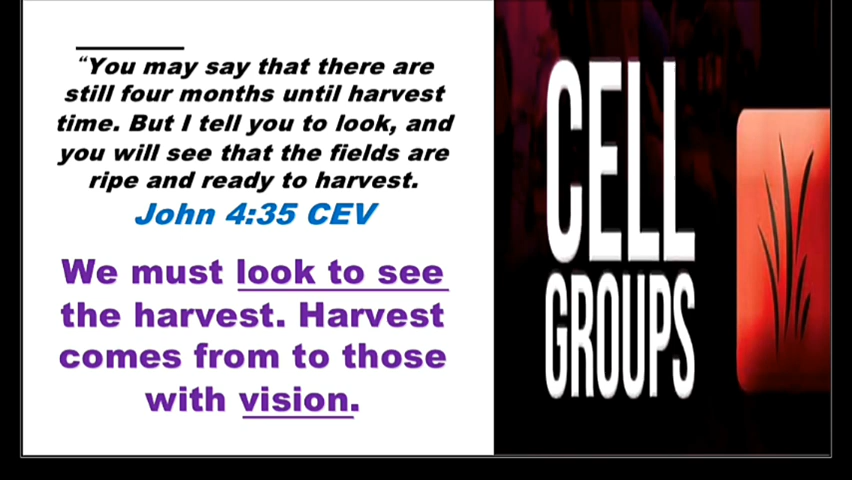 “You may say that there are
still four months until harvest
time. But I tell you to look, and
you will see that the fields are
ripe and ready to harvest.
John 4:35 CEV
We must look to see
the harvest. Harvest
comes from to those
with vision.
CELL
GROUPS